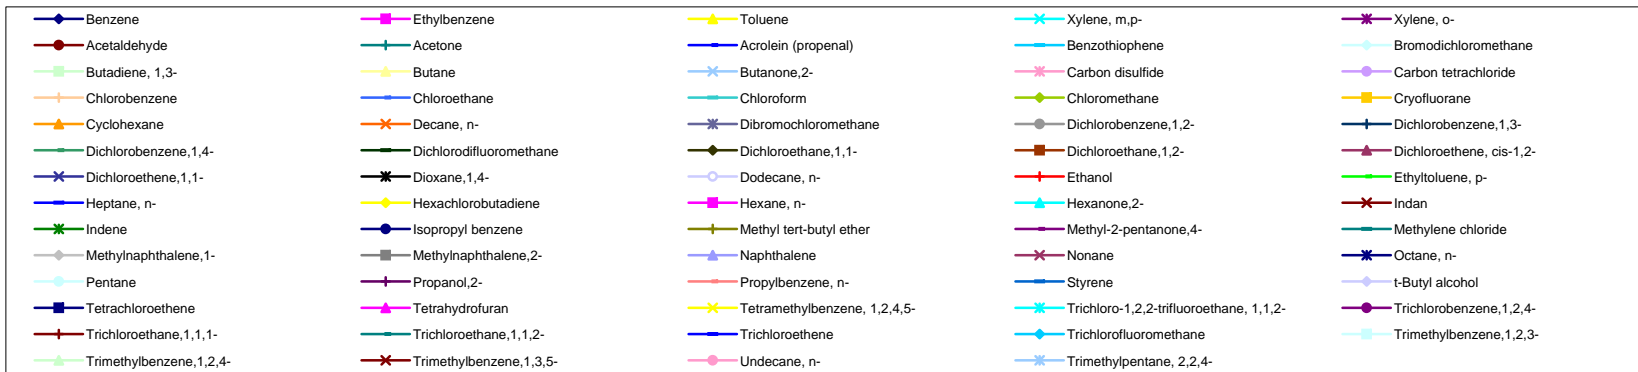 Benzene Ethylbenzene Toluene Xylene, m,p- Xylene, o-
Acetaldehyde Acetone Acrolein (propenal) Benzothiophene Bromodichloromethane
Butadiene, 1,3- Butane Butanone,2- Carbon disulfide Carbon tetrachloride
Chlorobenzene Chloroethane Chloroform Chloromethane Cryofluorane
Cyclohexane Decane, n- Dibromochloromethane Dichlorobenzene,1,2- Dichlorobenzene,1,3-
Dichlorobenzene,1,4- Dichlorodifluoromethane Dichloroethane,1,1- Dichloroethane,1,2- Dichloroethene, cis-1,2-
Dichloroethene,1,1- Dioxane,1,4- Dodecane, n- Ethanol Ethyltoluene, p-
Heptane, n- Hexachlorobutadiene Hexane, n- Hexanone,2- Indan
Indene Isopropyl benzene Methyl tert-butyl ether Methyl-2-pentanone,4- Methylene chloride
Methylnaphthalene,1- Methylnaphthalene,2- Naphthalene Nonane Octane, n-
Pentane Propanol,2- Propylbenzene, n- Styrene t-Butyl alcohol
Tetrachloroethene Tetrahydrofuran Tetramethylbenzene, 1,2,4,5- Trichloro-1,2,2-trifluoroethane, 1,1,2- Trichlorobenzene,1,2,4-
Trichloroethane,1,1,1- Trichloroethane,1,1,2- Trichloroethene Trichlorofluromethane Trimethylbenzene,1,2,3-
Trimethylbenzene,1,2,4- Trimethylbenzene,1,3,5- Undecane, n- Trimethylpentane, 2,2,4-